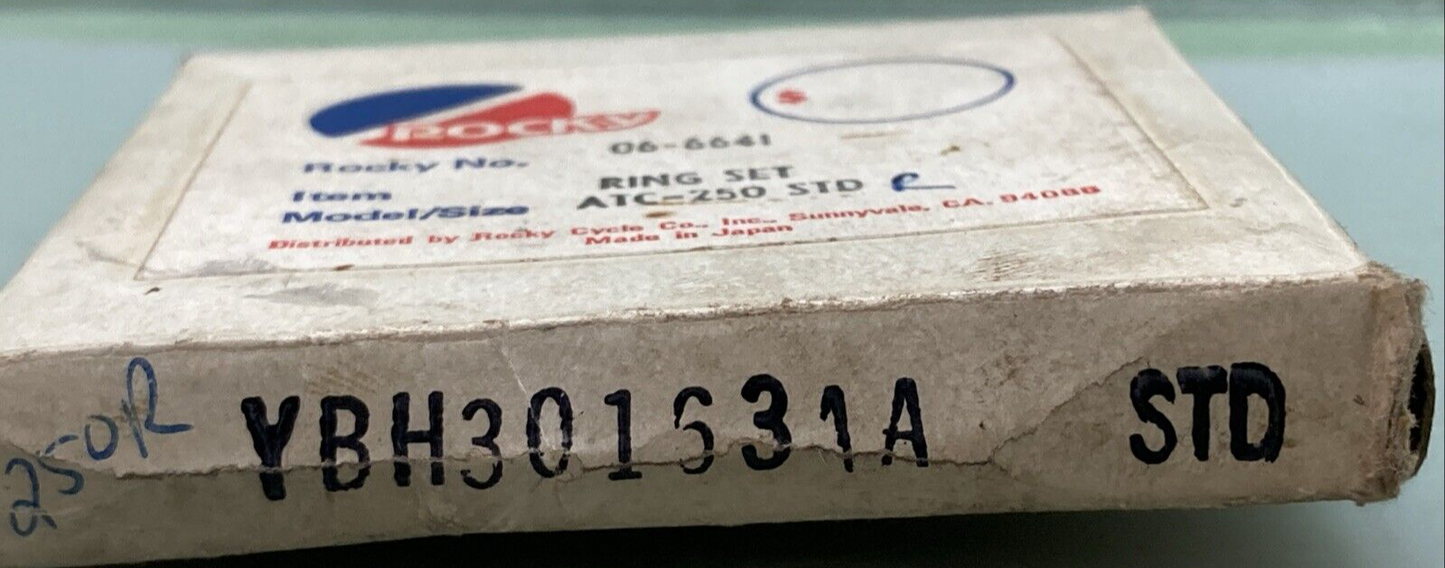 ROCKY
$
Rocky No. 06-6641
Item RING SET
Model/Size ATC-250 STD R
Distributed by Rocky Cycle Co., Inc., Sunnyvale, CA. 94088
Made in Japan
250R
YBH301631A STD